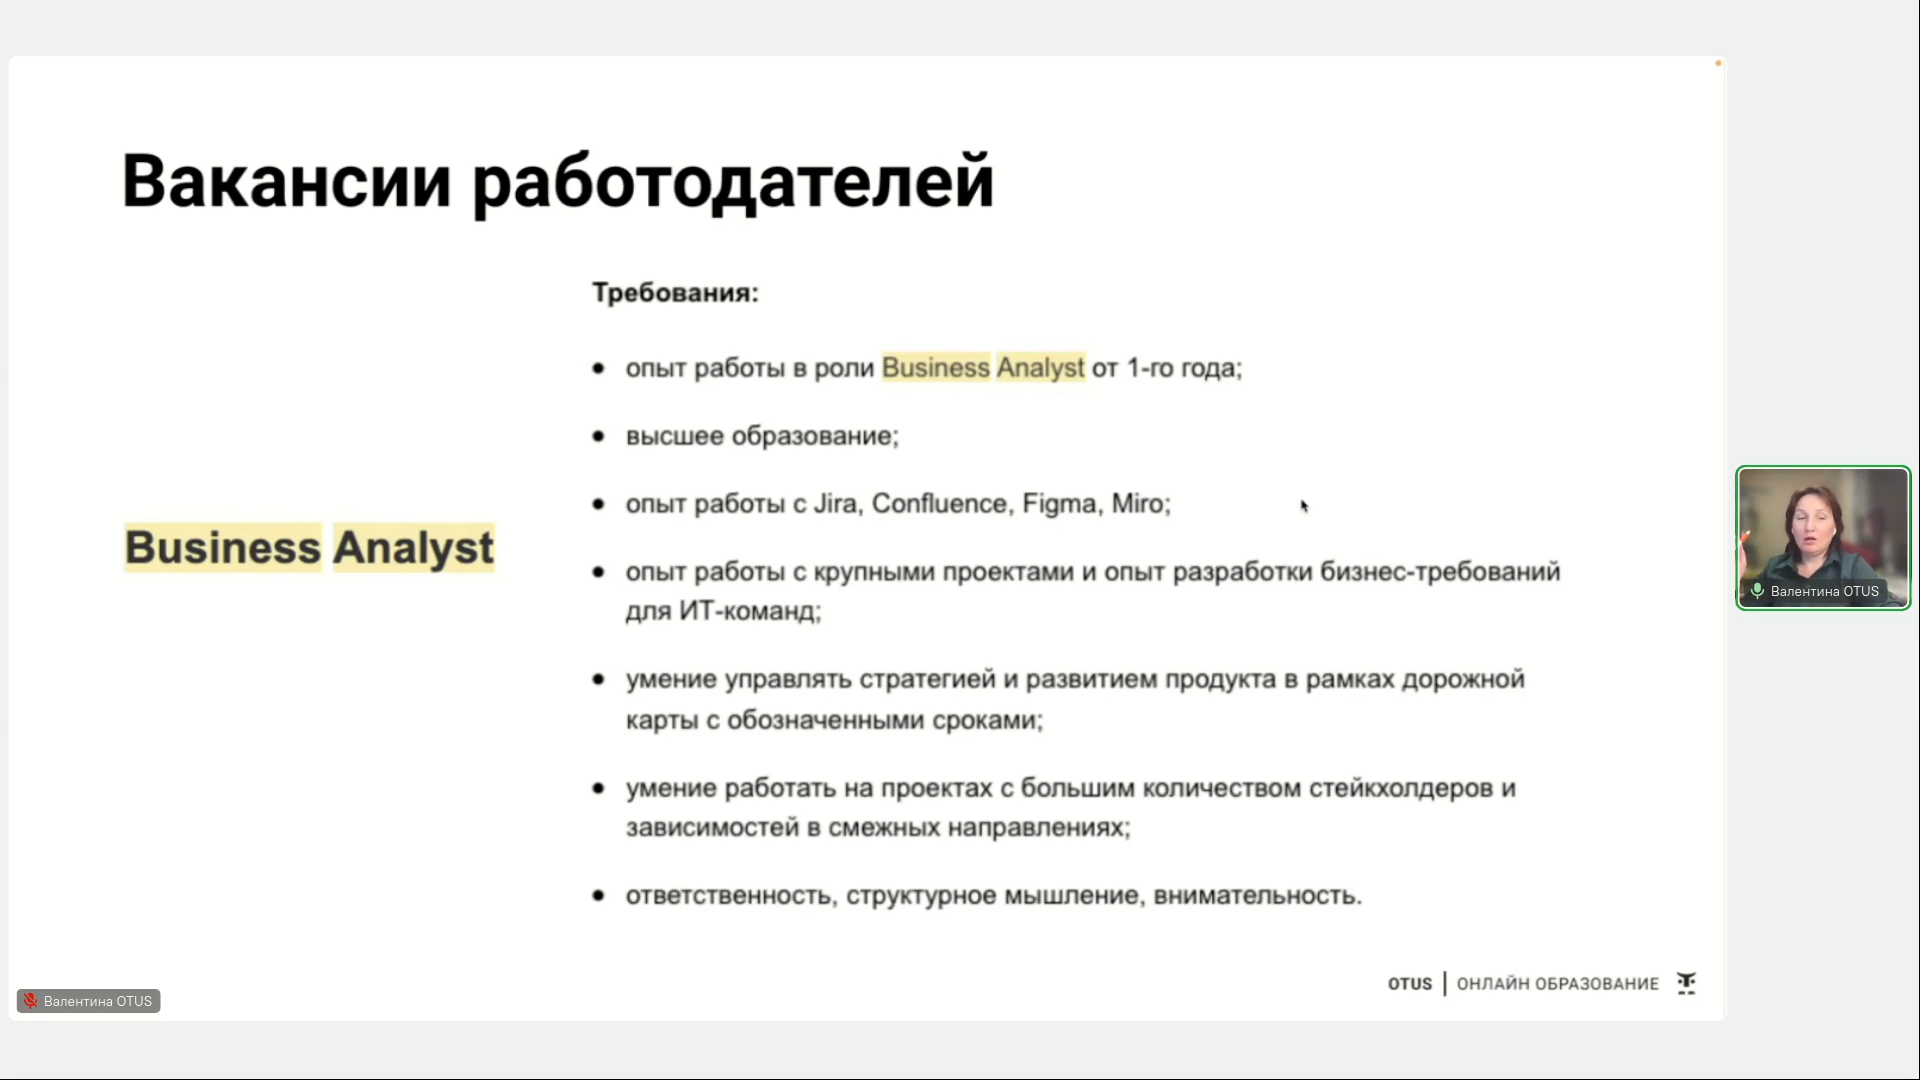 Вакансии работодателей
Требования:
• опыт работы в роли Business Analyst от 1-го года;
• высшее образование;
• опыт работы с Jira, Confluence, Figma, Miro;
Business Analyst
• опыт работы с крупными проектами и опыт разработки бизнес-требований
для ИТ-команд;
• умение управлять стратегией и развитием продукта в рамках дорожной
карты с обозначенными сроками;
• умение работать на проектах с большим количеством стейкхолдеров и
зависимостей в смежных направлениях;
• ответственность, структурное мышление, внимательность.
OTUS | ОНЛАЙН ОБРАЗОВАНИЕ
Валентина OTUS
Валентина OTUS